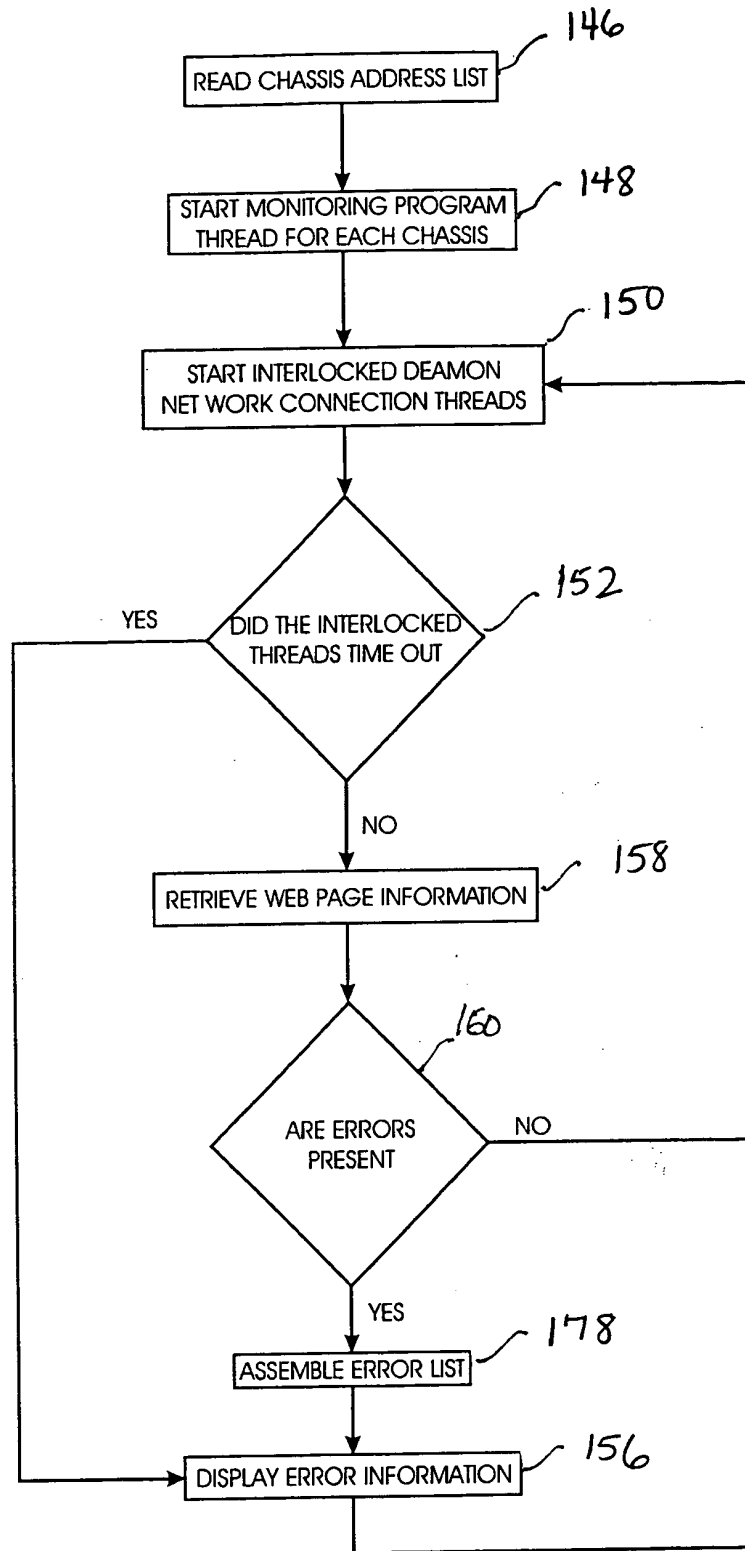 146
READ CHASSIS ADDRESS LIST
148
START MONITORING PROGRAM
THREAD FOR EACH CHASSIS
150
START INTERLOCKED DEAMON
NET WORK CONNECTION THREADS
152
YES
DID THE INTERLOCKED
THREADS TIME OUT
NO
158
RETRIEVE WEB PAGE INFORMATION
160
ARE ERRORS
PRESENT
NO
YES
178
ASSEMBLE ERROR LIST
156
DISPLAY ERROR INFORMATION